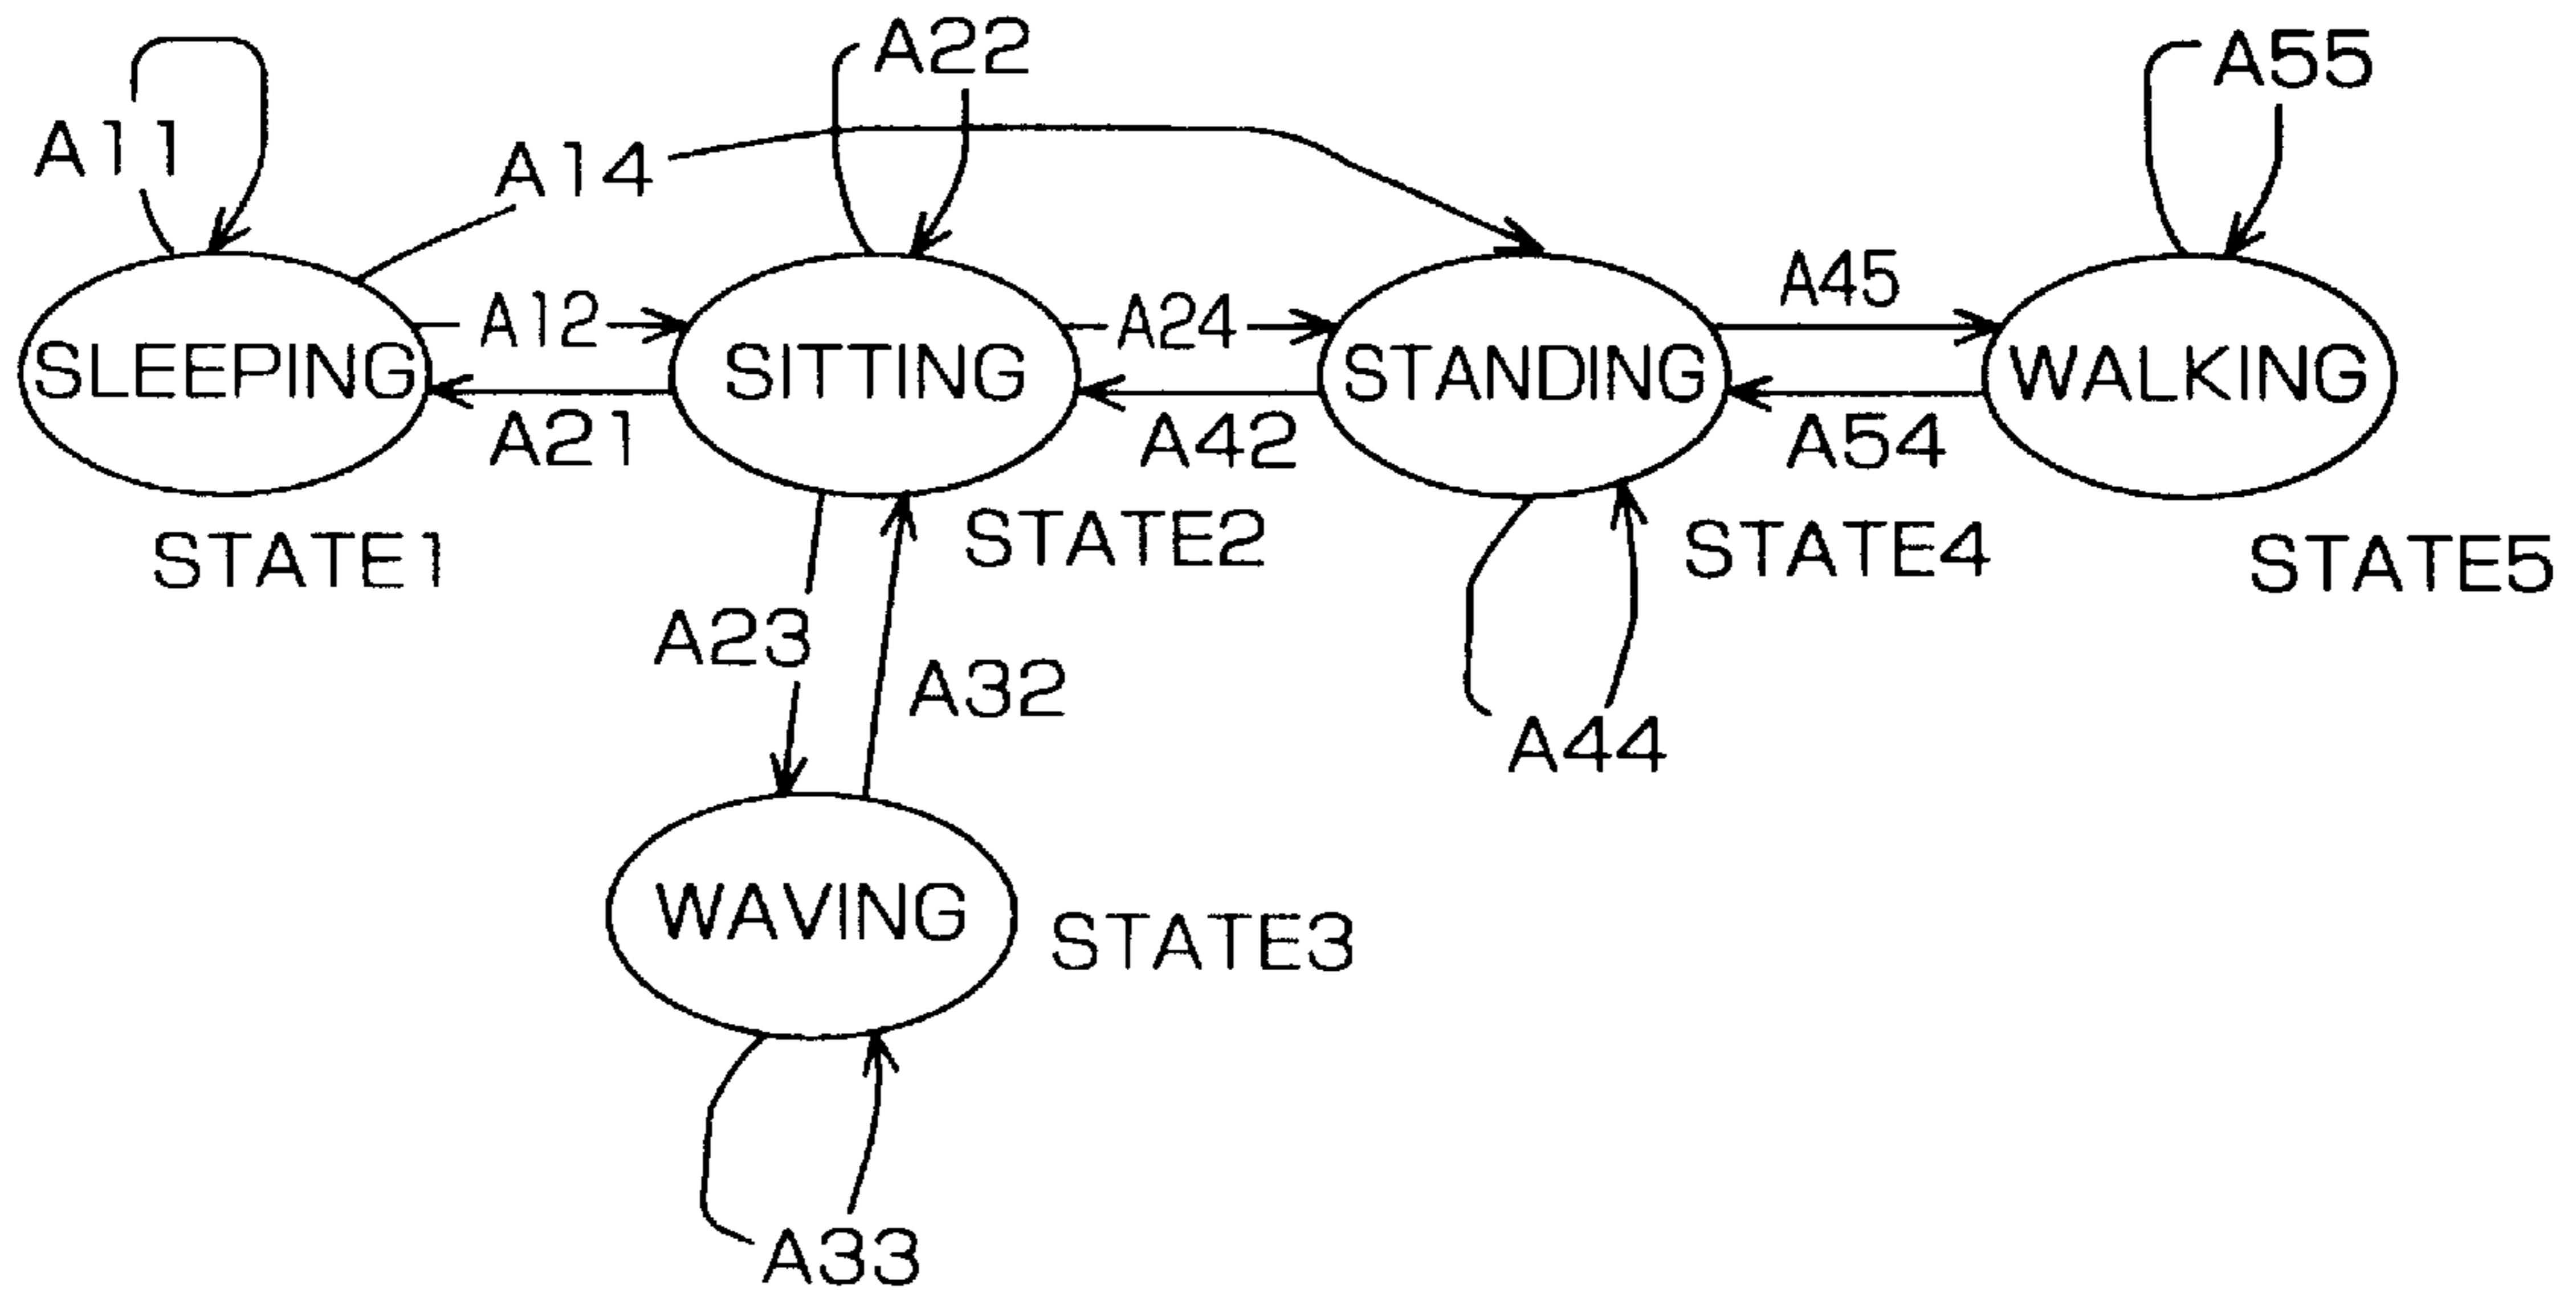 A22
A55
A11
A14
A45
A12
A24
SLEEPING
SITTING
STANDING
WALKING
A21
A42
A54
STATE1
STATE2
STATE4
STATE5
A23
A32
A44
WAVING
STATE3
A33